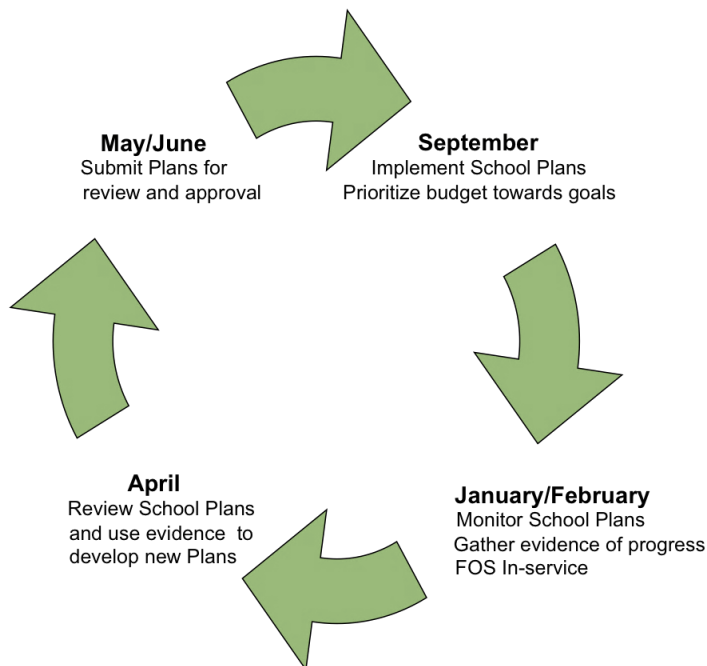 May/June
Submit Plans for
review and approval
September
Implement School Plans
Prioritize budget towards goals
January/February
Monitor School Plans
Gather evidence of progress
FOS In-service
April
Review School Plans
and use evidence to
develop new Plans